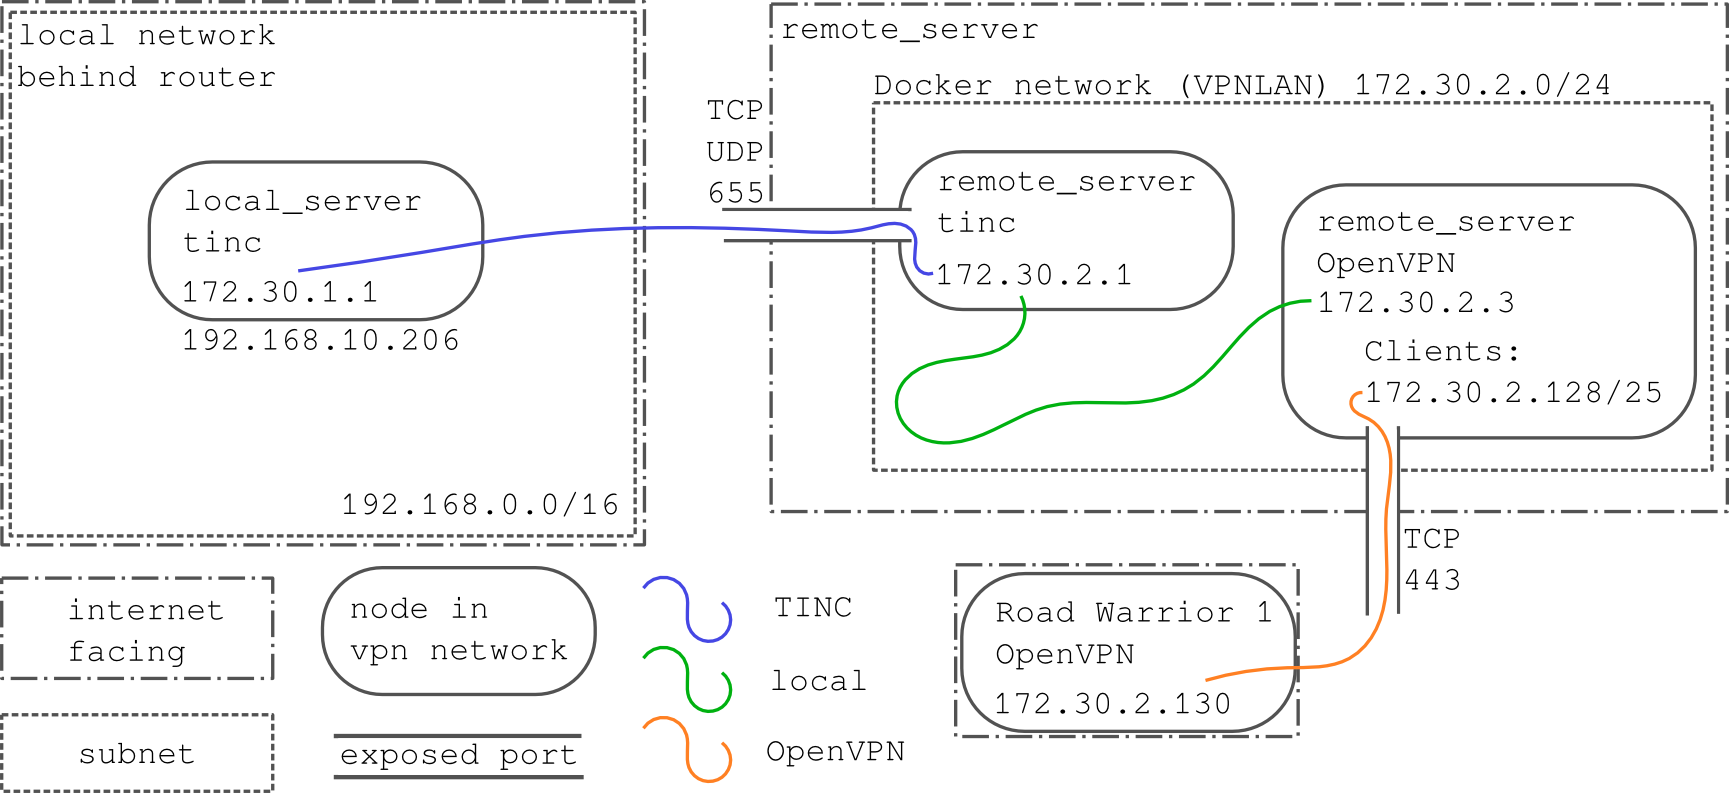 local network
behind router
local_server
tinc
172.30.1.1
192.168.10.206
192.168.0.0/16
remote_server
Docker network (VPNLAN) 172.30.2.0/24
TCP
UDP
655
remote_server
tinc
172.30.2.1
remote_server
OpenVPN
172.30.2.3
Clients:
172.30.2.128/25
TCP
443
Road Warrior 1
OpenVPN
172.30.2.130
internet
facing
subnet
node in
vpn network
exposed port
TINC
local
OpenVPN